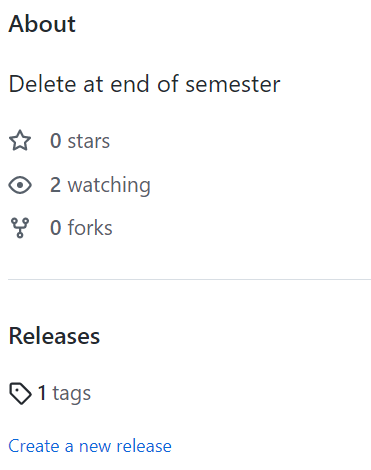 About
Delete at end of semester
0 stars
2 watching
0 forks
Releases
1 tags
Create a new release